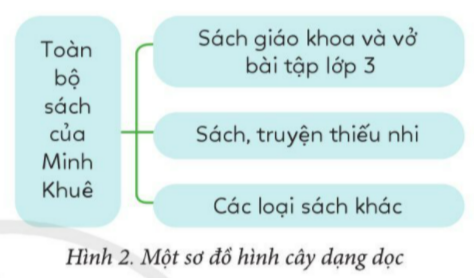 Toàn
bộ
sách
của
Minh
Khuê
Sách giáo khoa và vở
bài tập lớp 3
Sách, truyện thiếu nhi
Các loại sách khác
Hình 2. Một sơ đồ hình cây dạng dọc